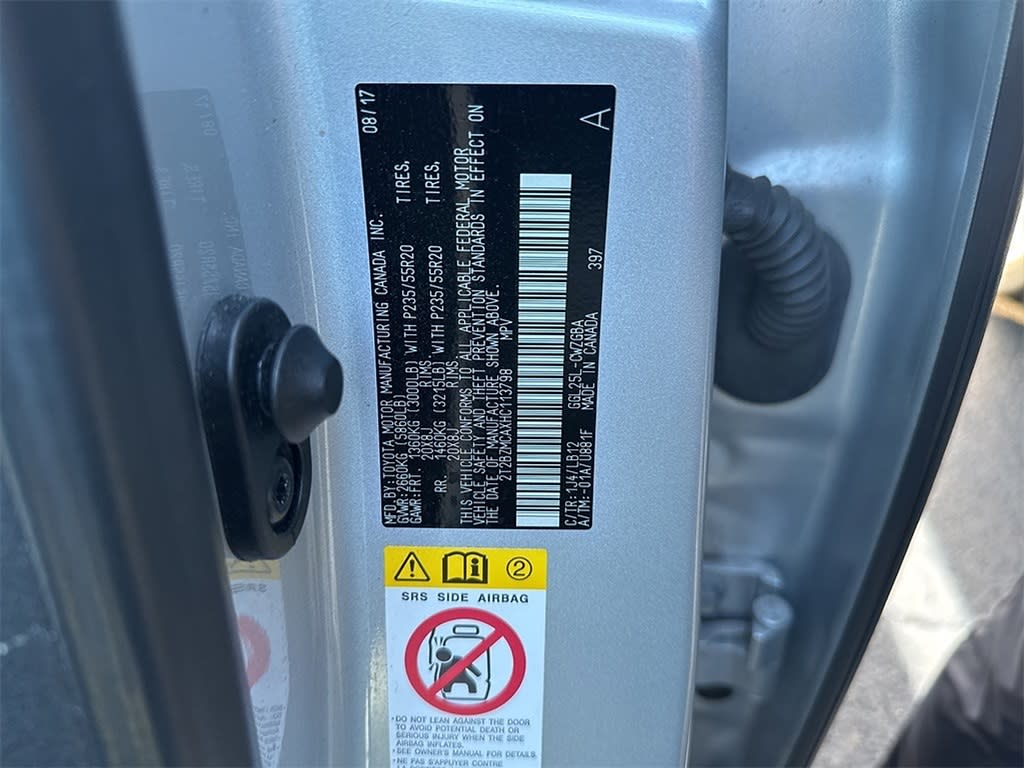 08/17
MFD.BY:TOYOTA MOTOR MANUFACTURING CANADA INC.
GVWR:2660KG (5860LB)
GAWR:FRT. 1360KG (3000LB) WITH P235/55R20 TIRES,
20X8J RIMS,
RR. 1460KG (3215LB) WITH P235/55R20 TIRES,
20X8J RIMS,
THIS VEHICLE CONFORMS TO ALL APPLICABLE FEDERAL MOTOR
VEHICLE SAFETY AND THEFT PREVENTION STANDARDS IN EFFECT ON
THE DATE OF MANUFACTURE SHOWN ABOVE.
2T2BZMCAXHC113798 MPV
C/TR:1J4/LB12 GGL25L-CWZGBA 397
A/TM:-01A/U881F MADE IN CANADA
A
2
SRS SIDE AIRBAG
•DO NOT LEAN AGAINST THE DOOR
TO AVOID POTENTIAL DEATH OR
SERIOUS INJURY WHEN THE SIDE
AIRBAG INFLATES.
•SEE OWNER'S MANUAL FOR DETAILS.
•NE PAS S'APPUYER CONTRE